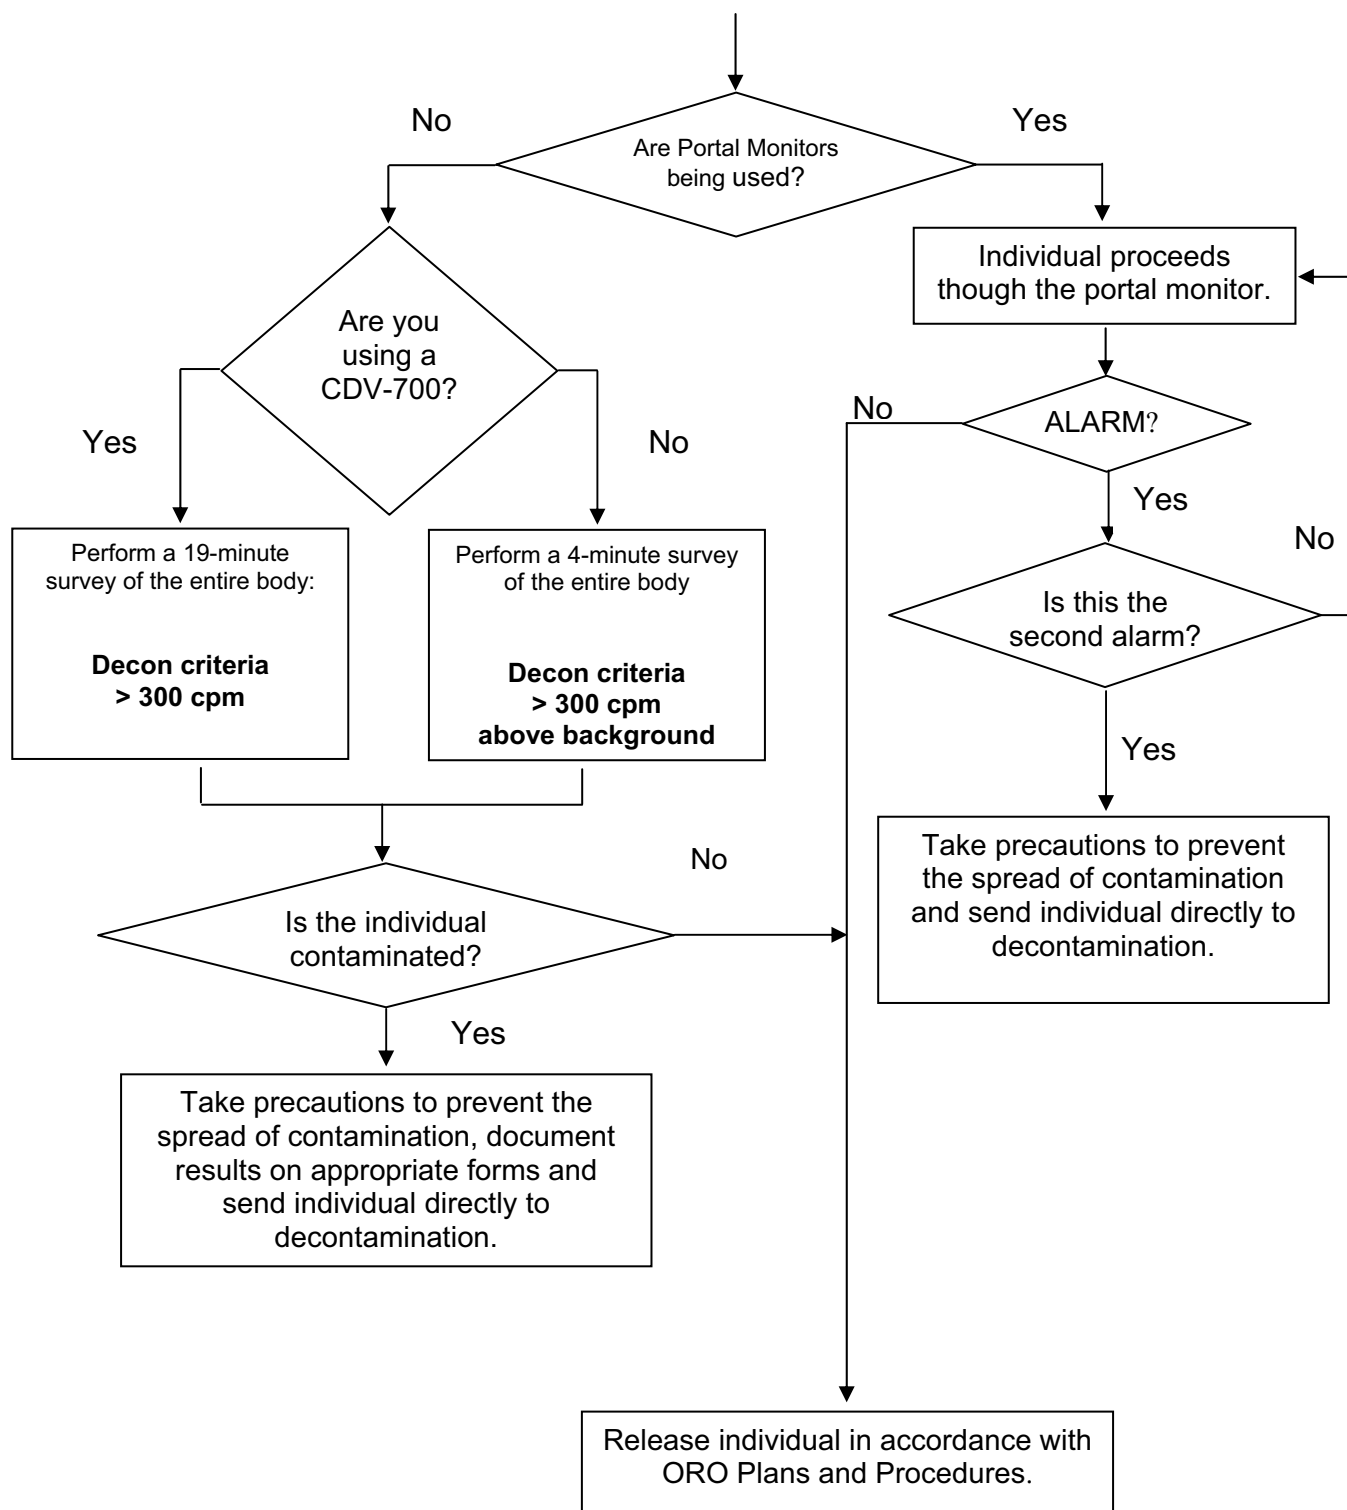 No
Yes
Are Portal Monitors
being used?
Individual proceeds
though the portal monitor.
Are you
using a
CDV-700?
No
ALARM?
Yes
No
Yes
No
Perform a 19-minute
survey of the entire body:
Decon criteria
> 300 cpm
Perform a 4-minute survey
of the entire body
Decon criteria
> 300 cpm
above background
Is this the
second alarm?
Yes
Take precautions to prevent
the spread of contamination
and send individual directly to
decontamination.
No
Is the individual
contaminated?
Yes
Take precautions to prevent the
spread of contamination, document
results on appropriate forms and
send individual directly to
decontamination.
Release individual in accordance with
ORO Plans and Procedures.